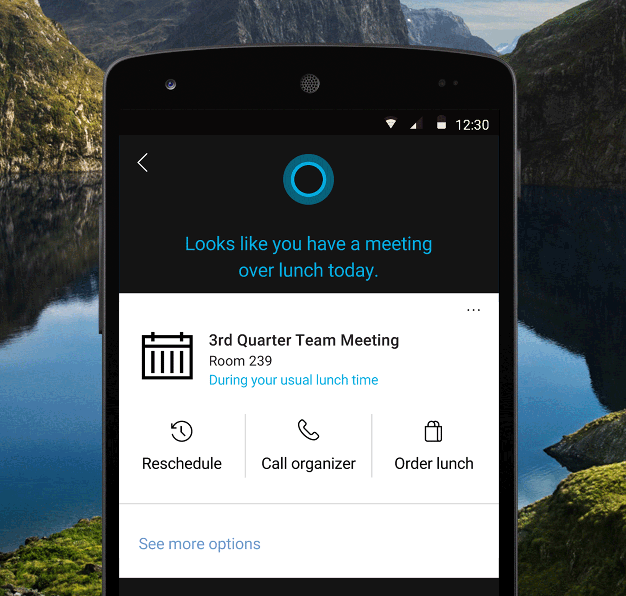 12:30
Looks like you have a meeting
over lunch today.
...
3rd Quarter Team Meeting
Room 239
During your usual lunch time
Reschedule
Call organizer
Order lunch
See more options